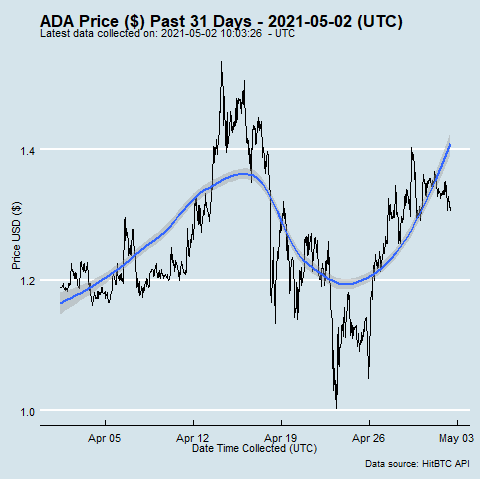 ADA Price ($) Past 31 Days - 2021-05-02 (UTC)
Latest data collected on: 2021-05-02 10:03:26 - UTC
1.4
1.2
1.0
Price USD ($)
Apr 05 Apr 12 Apr 19 Apr 26 May 03
Date Time Collected (UTC)
Data source: HitBTC API